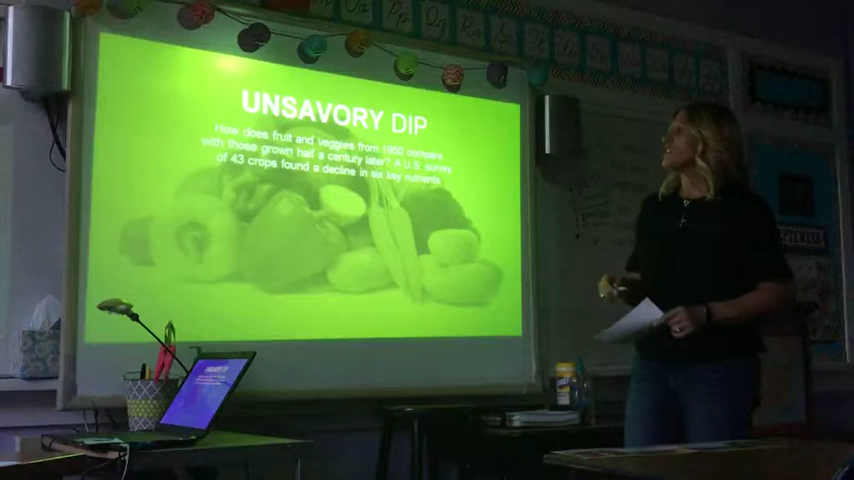 UNSAVORY DIP
How does fruit and veggies from 1950 compare
with those grown half a century later? A U.S. survey
of 43 crops found a decline in six key nutrients